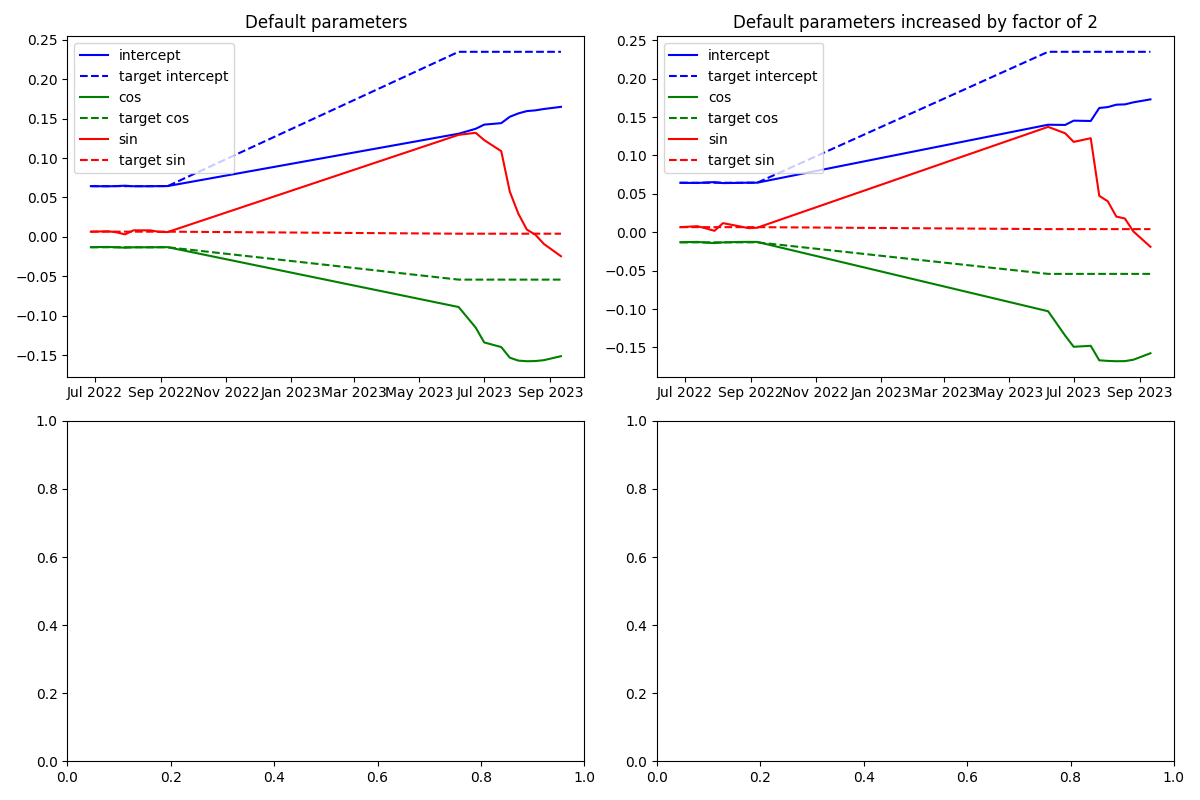 Default parameters
0.25
0.20
0.15
0.10
0.05
0.00
−0.05
−0.10
−0.15
intercept
target intercept
cos
target cos
sin
target sin
Jul 2022 Sep 2022 Nov 2022 Jan 2023 Mar 2023 May 2023 Jul 2023 Sep 2023
Default parameters increased by factor of 2
0.25
0.20
0.15
0.10
0.05
0.00
−0.05
−0.10
−0.15
intercept
target intercept
cos
target cos
sin
target sin
Jul 2022 Sep 2022 Nov 2022 Jan 2023 Mar 2023 May 2023 Jul 2023 Sep 2023
1.0
0.8
0.6
0.4
0.2
0.0
0.0 0.2 0.4 0.6 0.8 1.0
1.0
0.8
0.6
0.4
0.2
0.0
0.0 0.2 0.4 0.6 0.8 1.0